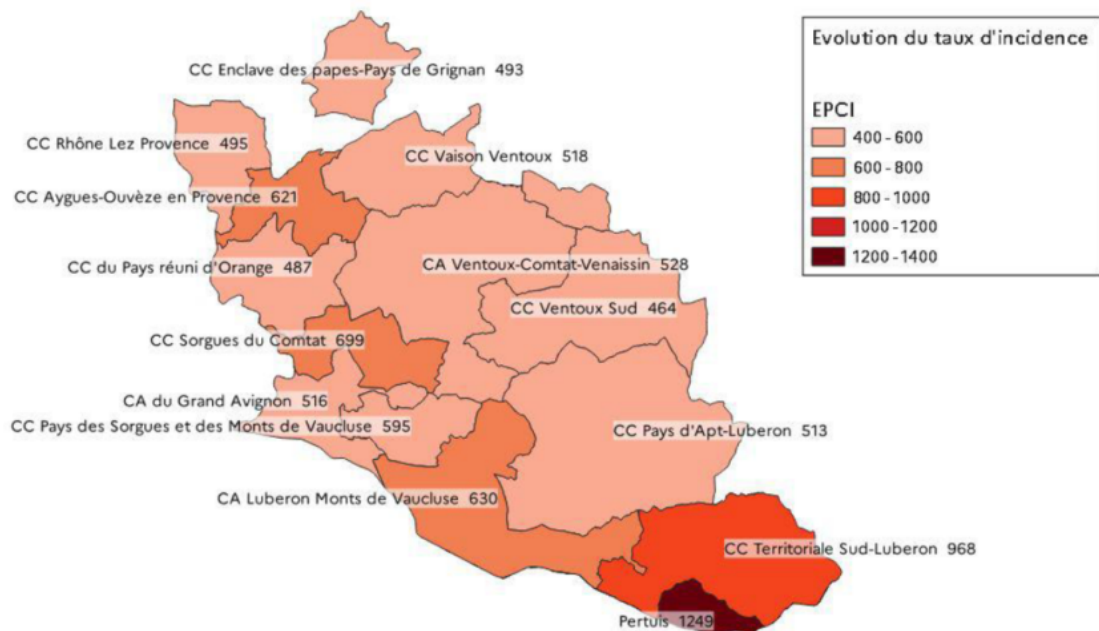 Evolution du taux d'incidence
EPCI
400 - 600
600 - 800
800 - 1000
1000 - 1200
1200 - 1400
CC Enclave des papes-Pays de Grignan 493
CC Rhône Lez Provence 495
CC Vaison Ventoux 518
CC Aygues-Ouvèze en Provence 621
CC du Pays réuni d'Orange 487
CA Ventoux-Comtat-Venaissin 528
CC Ventoux Sud 464
CC Sorgues du Comtat 699
CA du Grand Avignon 516
CC Pays des Sorgues et des Monts de Vaucluse 595
CC Pays d'Apt-Luberon 513
CA Luberon Monts de Vaucluse 630
CC Territoriale Sud-Luberon 968
Pertuis 1249